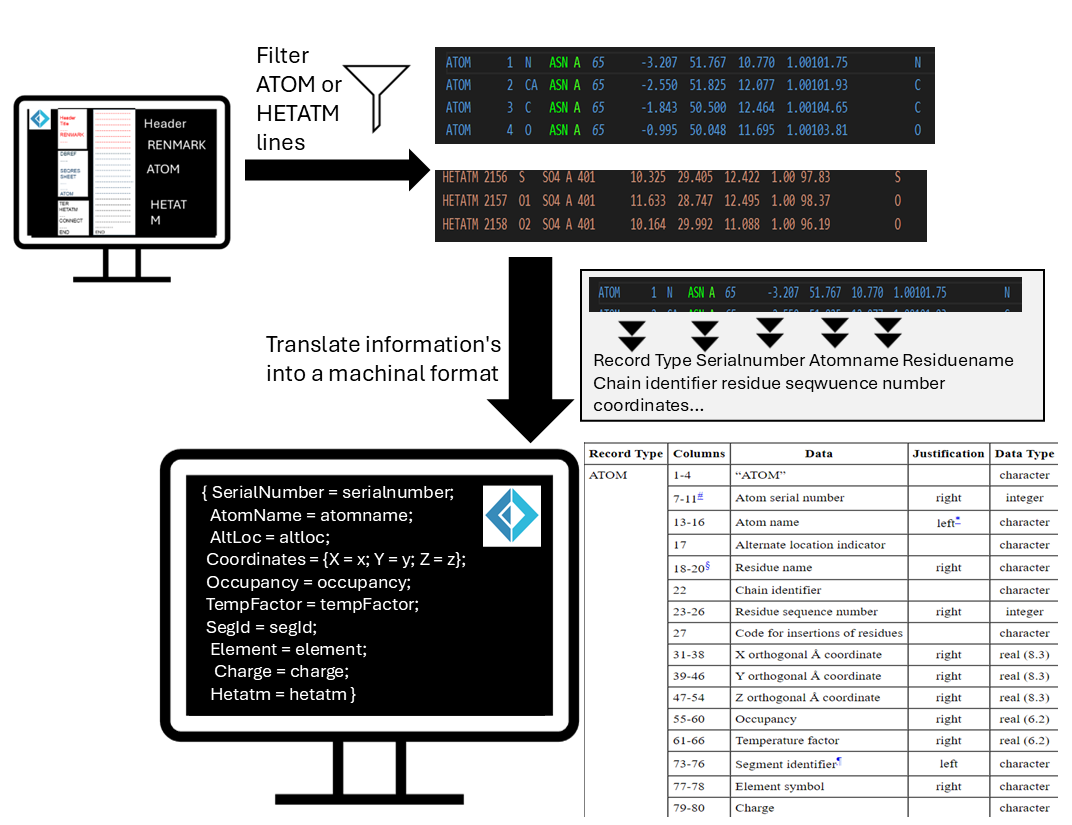 Filter
ATOM or
HETATM
lines
Header
Title
RENMARK
DBREF
SEQRES
SHEET
ATOM
TER
HETATM
CONNECT
END
END
Header
RENMARK
ATOM
HETAT
M
ATOM 1 N ASN A 65 -3.207 51.767 10.770 1.00101.75 N
ATOM 2 CA ASN A 65 -2.550 51.825 12.077 1.00101.93 C
ATOM 3 C ASN A 65 -1.843 50.500 12.464 1.00104.65 C
ATOM 4 O ASN A 65 -0.995 50.048 11.695 1.00103.81 O
HETATM 2156 S SO4 A 401 10.325 29.405 12.422 1.00 97.83 S
HETATM 2157 O1 SO4 A 401 11.633 28.747 12.495 1.00 98.37 O
HETATM 2158 O2 SO4 A 401 10.164 29.992 11.088 1.00 96.19 O
Translate information's
into a machinal format
ATOM 1 N ASN A 65 -3.207 51.767 10.770 1.00101.75 N
Record Type Serialnumber Atomname Residuename
Chain identifier residue seqwuence number
coordinates...
{ SerialNumber = serialnumber;
AtomName = atomname;
AltLoc = altloc;
Coordinates = {X = x; Y = y; Z = z};
Occupancy = occupancy;
TempFactor = tempFactor;
SegId = segId;
Element = element;
Charge = charge;
Hetatm = hetatm }
Record Type Columns Data Justification Data Type
ATOM 1-4 “ATOM” character
7-11# Atom serial number right integer
13-16 Atom name left* character
17 Alternate location indicator character
18-20§ Residue name right character
22 Chain identifier character
23-26 Residue sequence number right integer
27 Code for insertions of residues character
31-38 X orthogonal Å coordinate right real (8.3)
39-46 Y orthogonal Å coordinate right real (8.3)
47-54 Z orthogonal Å coordinate right real (8.3)
55-60 Occupancy right real (6.2)
61-66 Temperature factor right real (6.2)
73-76 Segment identifier¶ left character
77-78 Element symbol right character
79-80 Charge character